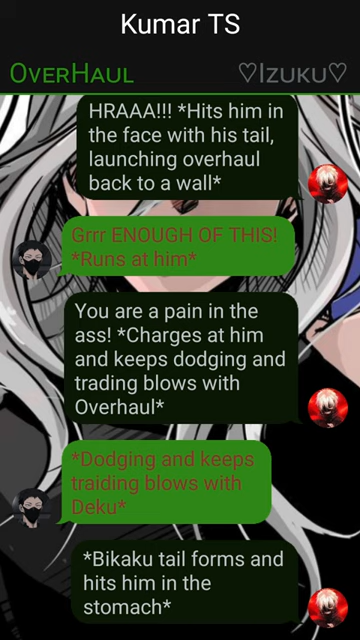 Kumar TS
OVERHAUL ♡IZUKU♡
HRAAA!!! *Hits him in
the face with his tail,
launching overhaul
back to a wall*
Grrr ENOUGH OF THIS!
*Runs at him*
You are a pain in the
ass! *Charges at him
and keeps dodging and
trading blows with
Overhaul*
*Dodging and keeps
traiding blows with
Deku*
*Bikaku tail forms and
hits him in the
stomach*